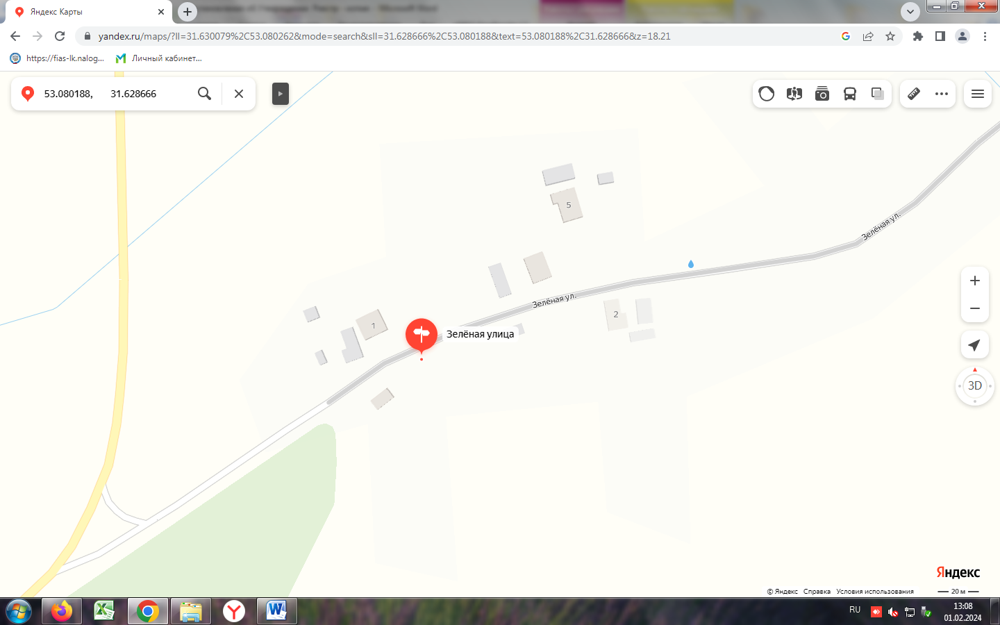 Яндекс Карты
yandex.ru/maps/?ll=31.630079%2C53.080262&mode=search&sll=31.628666%2C53.080188&text=53.080188%2C31.628666&z=18.21
https://fias-lk.nalog...
Личный кабинет...
53.080188, 31.628666
5
Зелёная ул.
Зелёная ул.
2
1
Зелёная улица
3D
Яндекс
© Яндекс Справка Условия использования
20 м
RU
13:08
01.02.2024